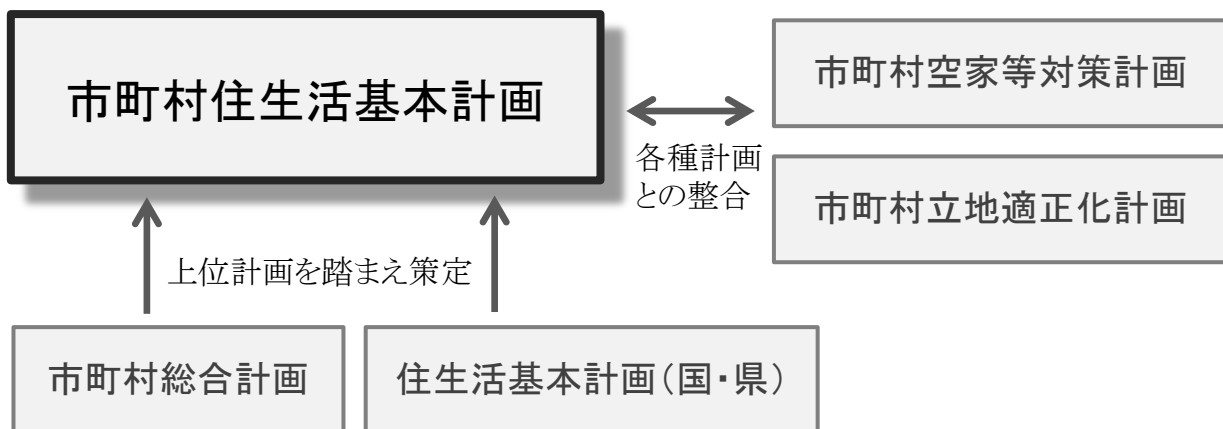 市町村住生活基本計画
市町村空家等対策計画
各種計画
との整合
市町村立地適正化計画
上位計画を踏まえ策定
市町村総合計画
住生活基本計画(国・県)